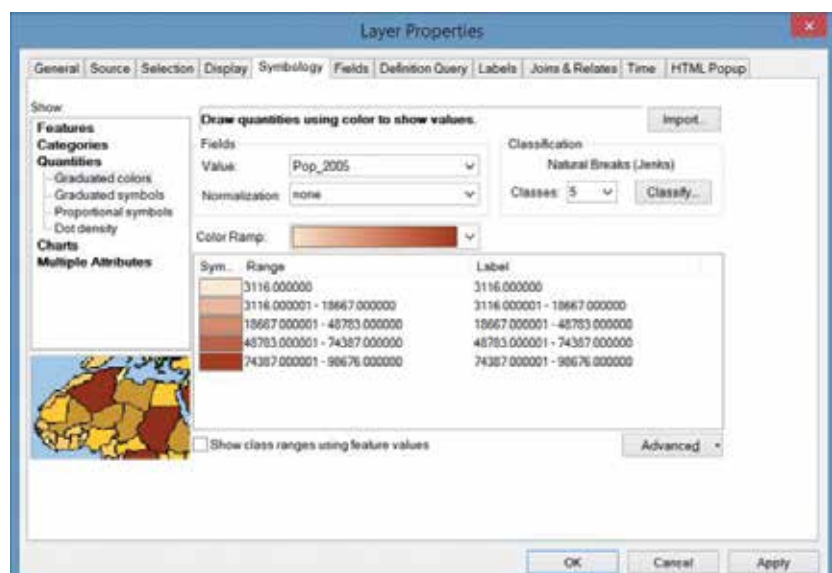 Layer Properties
General Source Selection Display Symbology Fields Definition Query Labels Joins & Relates Time HTML Popup
Show:
Features
Categories
Quantities
Graduated colors
Graduated symbols
Proportional symbols
Dot density
Charts
Multiple Attributes
Draw quantities using color to show values.
Import...
Fields
Value: Pop_2005
Normalization: none
Classification
Natural Breaks (Jenks)
Classes: 5 Classify...
Color Ramp:
Sym... Range Label
3116.000000 3116.000000
3116.000001 - 18667.000000 3116.000001 - 18667.000000
18667.000001 - 48783.000000 18667.000001 - 48783.000000
48783.000001 - 74387.000000 48783.000001 - 74387.000000
74387.000001 - 98676.000000 74387.000001 - 98676.000000
Show class ranges using feature values
Advanced
OK Cancel Apply